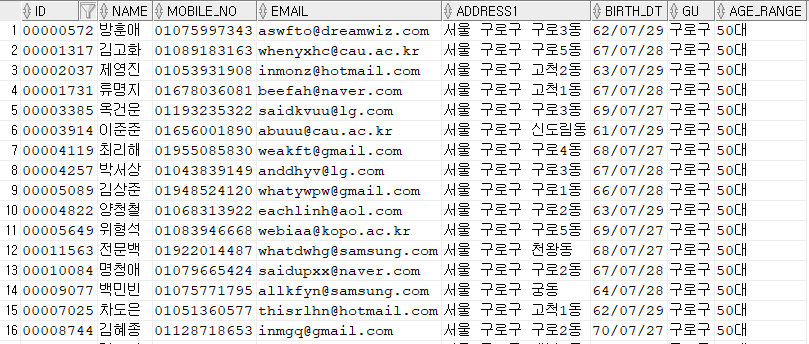 ID NAME MOBILE_NO EMAIL ADDRESS1 BIRTH_DT GU AGE_RANGE
1 00000572 방훈애 01075997343 aswfto@dreamwiz.com 서울 구로구 구로3동 62/07/29 구로구 50대
2 00001317 김고화 01089183163 whenyxhc@cau.ac.kr 서울 구로구 구로5동 67/07/28 구로구 50대
3 00002037 제영진 01053931908 inmonz@hotmail.com 서울 구로구 고척2동 63/07/29 구로구 50대
4 00001731 류명지 01678036081 beefah@naver.com 서울 구로구 고척1동 67/07/28 구로구 50대
5 00003385 옥건운 01193235322 saidkvuu@lg.com 서울 구로구 구로3동 69/07/27 구로구 50대
6 00003914 이준준 01656001890 abuuu@cau.ac.kr 서울 구로구 신도림동 61/07/29 구로구 50대
7 00004119 최리해 01955085830 weakft@gmail.com 서울 구로구 구로4동 68/07/27 구로구 50대
8 00004257 박서상 01043839149 anddhyv@lg.com 서울 구로구 구로3동 67/07/28 구로구 50대
9 00005089 김상준 01948524120 whatywpw@gmail.com 서울 구로구 구로1동 66/07/28 구로구 50대
10 00004822 양청철 01068313922 eachlinh@aol.com 서울 구로구 구로2동 63/07/29 구로구 50대
11 00005649 위형석 01083946668 webiaa@kopo.ac.kr 서울 구로구 구로5동 69/07/27 구로구 50대
12 00011563 전문백 01922014487 whatdwhg@samsung.com 서울 구로구 천왕동 68/07/27 구로구 50대
13 00010084 명청애 01079665424 saidupxx@naver.com 서울 구로구 구로2동 67/07/28 구로구 50대
14 00009077 백민빈 01075771795 allkfyn@samsung.com 서울 구로구 궁동 64/07/28 구로구 50대
15 00007025 차도은 01051360577 thisrlhn@hotmail.com 서울 구로구 고척1동 62/07/29 구로구 50대
16 00008744 김혜종 01128718653 inmgq@gmail.com 서울 구로구 구로2동 70/07/27 구로구 50대